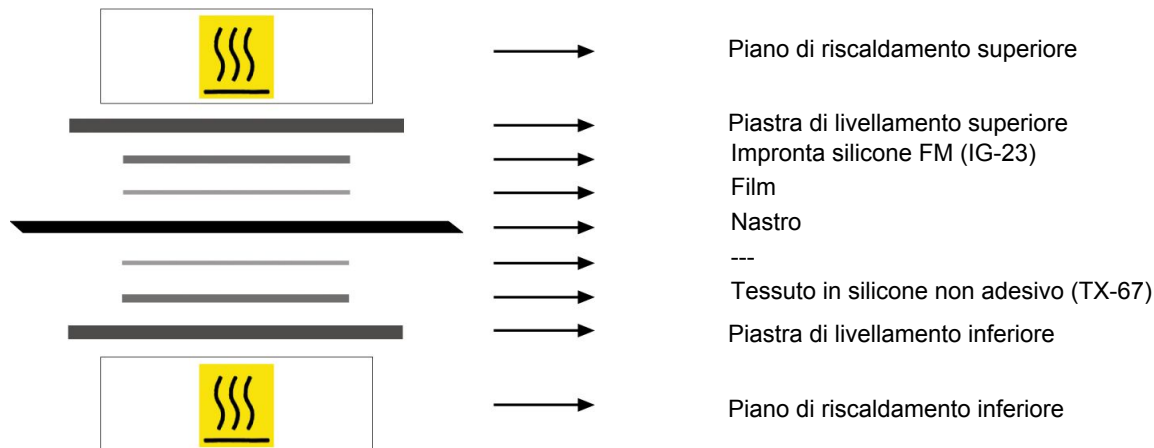 Piano di riscaldamento superiore
Piastra di livellamento superiore
Impronta silicone FM (IG-23)
Film
Nastro
---
Tessuto in silicone non adesivo (TX-67)
Piastra di livellamento inferiore
Piano di riscaldamento inferiore